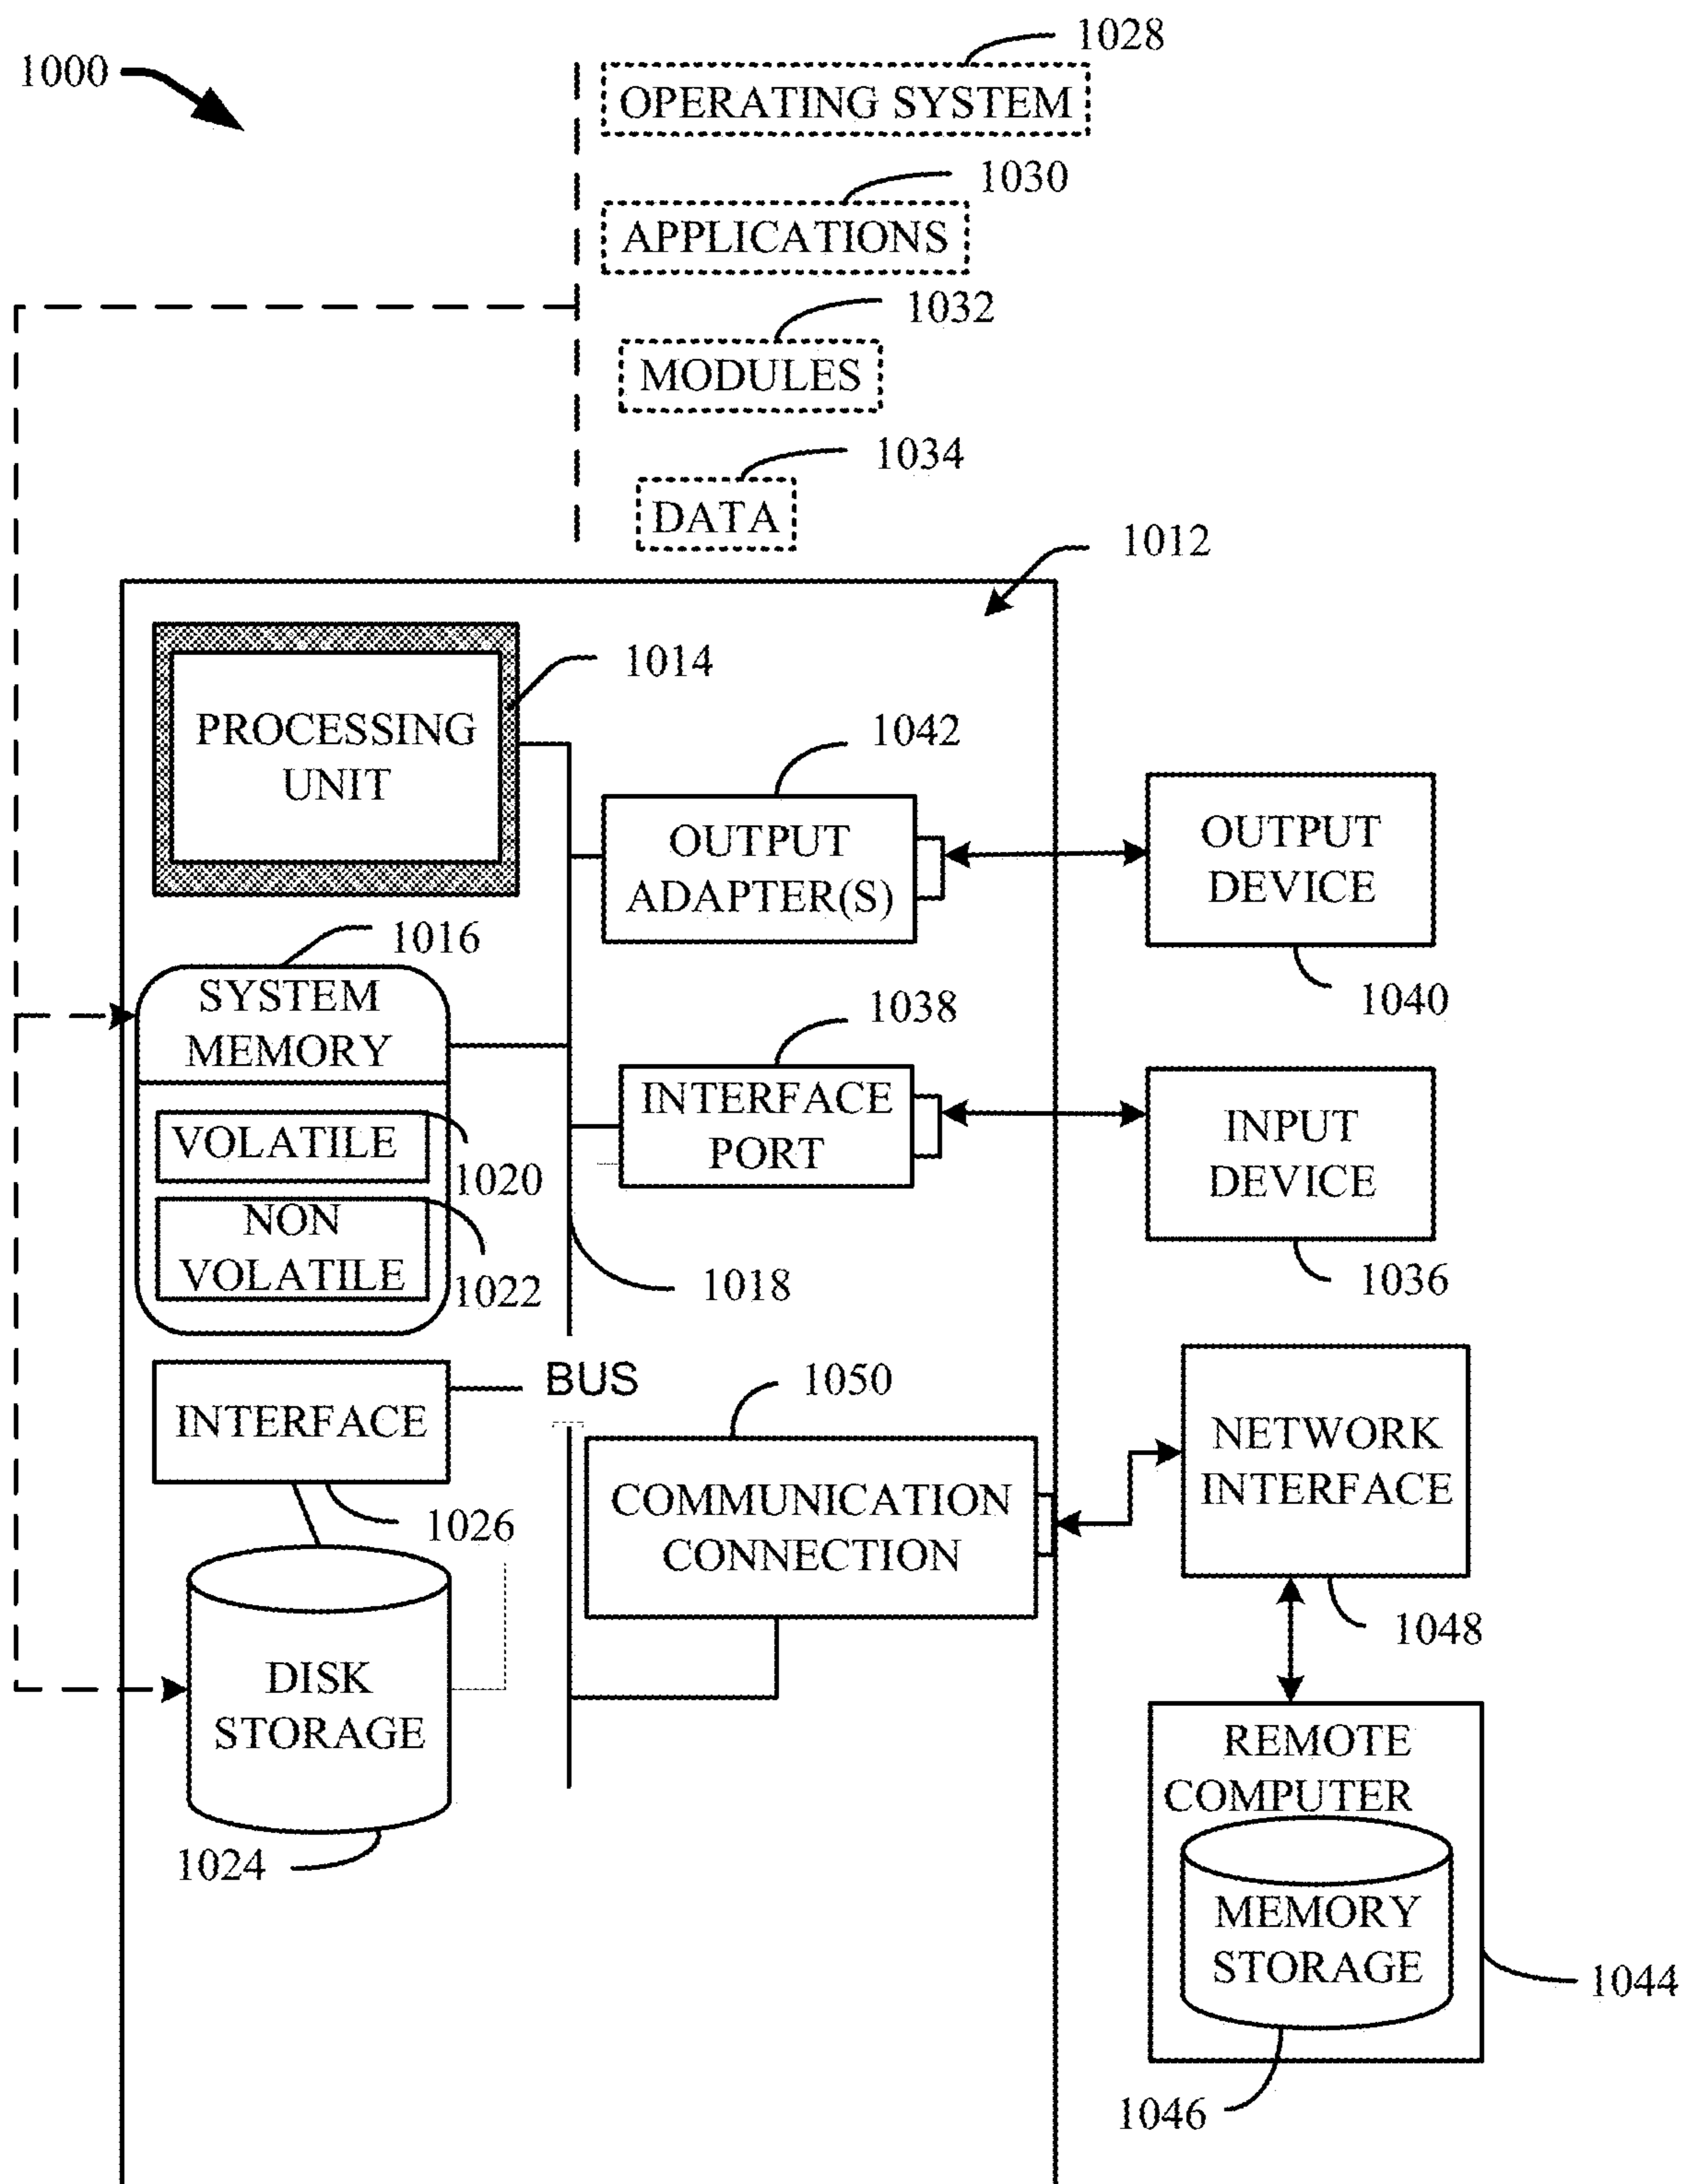 1028
1000
OPERATING SYSTEM
1030
APPLICATIONS
1032
MODULES
1034
DATA
1012
1014
PROCESSING
UNIT
1042
OUTPUT
ADAPTER(S)
OUTPUT
DEVICE
1040
1016
SYSTEM
MEMORY
VOLATILE
1020
NON
VOLATILE
1022
1038
INTERFACE
PORT
INPUT
DEVICE
1036
1018
BUS
INTERFACE
1026
1050
COMMUNICATION
CONNECTION
NETWORK
INTERFACE
1048
DISK
STORAGE
1024
REMOTE
COMPUTER
MEMORY
STORAGE
1044
1046